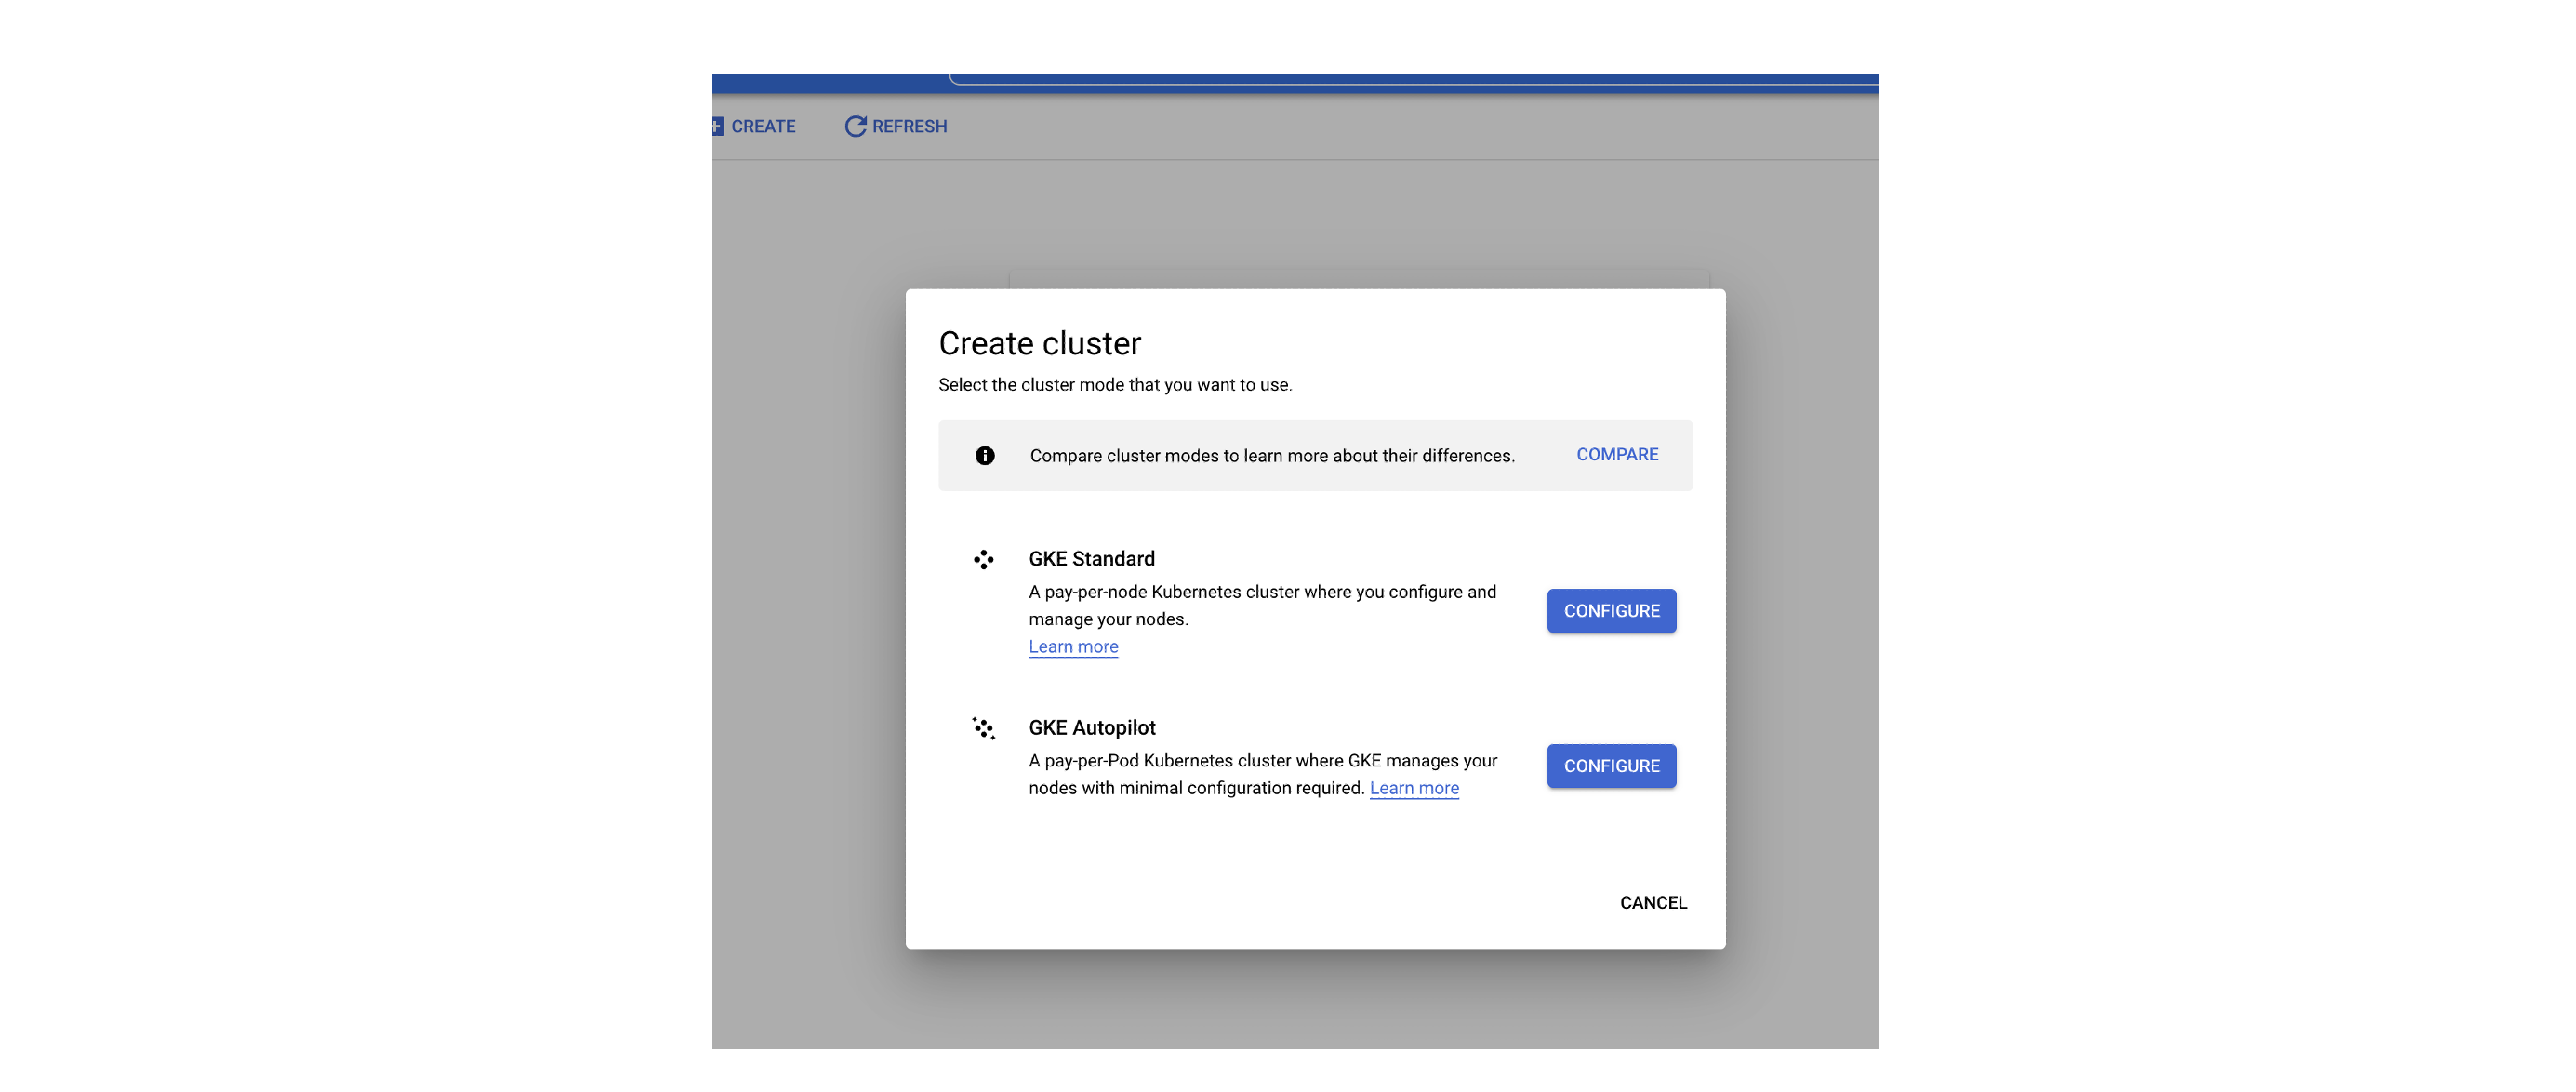 CREATE REFRESH
Create cluster
Select the cluster mode that you want to use.
Compare cluster modes to learn more about their differences. COMPARE
GKE Standard
A pay-per-node Kubernetes cluster where you configure and
manage your nodes.
Learn more
CONFIGURE
GKE Autopilot
A pay-per-Pod Kubernetes cluster where GKE manages your
nodes with minimal configuration required. Learn more
CONFIGURE
CANCEL